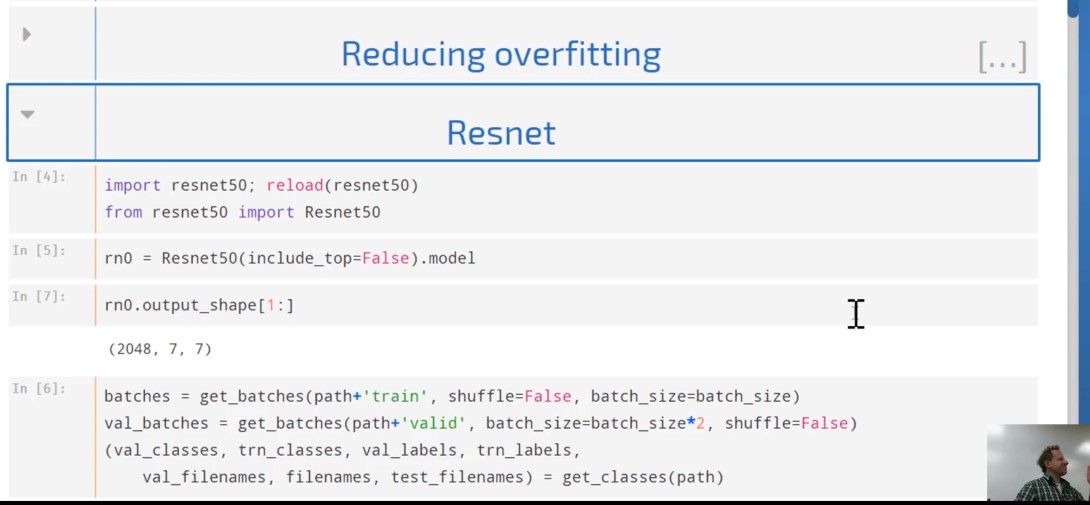 Reducing overfitting
[...]
Resnet
In [4]:
import resnet50; reload(resnet50)
from resnet50 import Resnet50
In [5]:
rn0 = Resnet50(include_top=False).model
In [7]:
rn0.output_shape[1:]
(2048, 7, 7)
In [6]:
batches = get_batches(path+'train', shuffle=False, batch_size=batch_size)
val_batches = get_batches(path+'valid', batch_size=batch_size*2, shuffle=False)
(val_classes, trn_classes, val_labels, trn_labels,
    val_filenames, filenames, test_filenames) = get_classes(path)